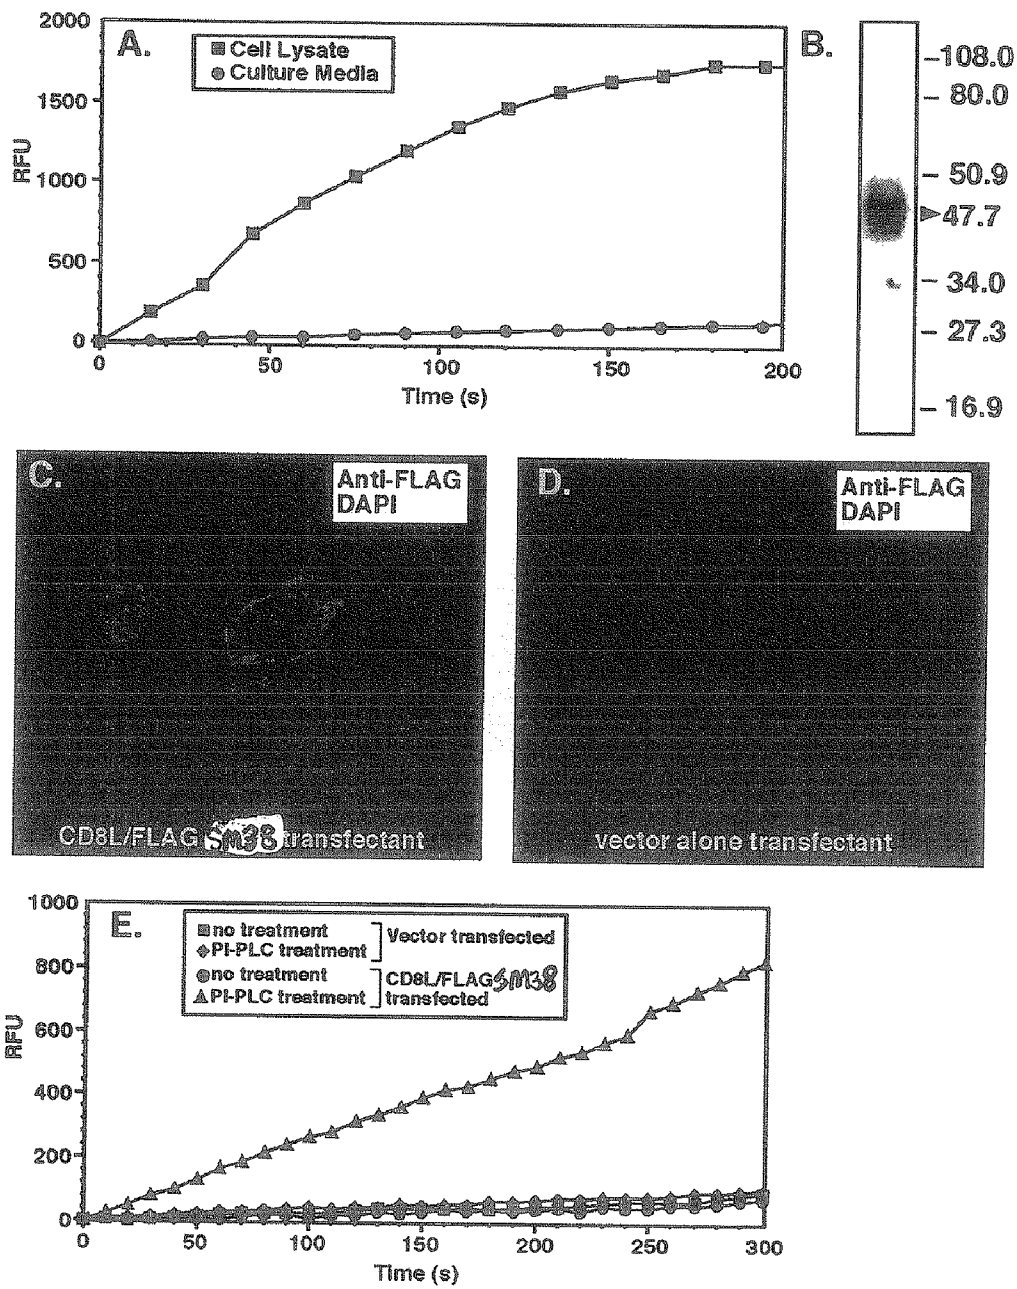 A.
2000
1500
1000
500
0
RFU
Cell Lysate
Culture Media
0
50
100
150
200
Time (s)
B.
108.0
80.0
50.9
47.7
34.0
27.3
16.9
C.
Anti-FLAG
DAPI
CD8L/FLAG SM38 transfectant
D.
Anti-FLAG
DAPI
vector alone transfectant
E.
1000
800
600
400
200
0
RFU
no treatment
PI-PLC treatment
Vector transfected
no treatment
PI-PLC treatment
CD8L/FLAG SM38
transfected
0
50
100
150
200
250
300
Time (s)